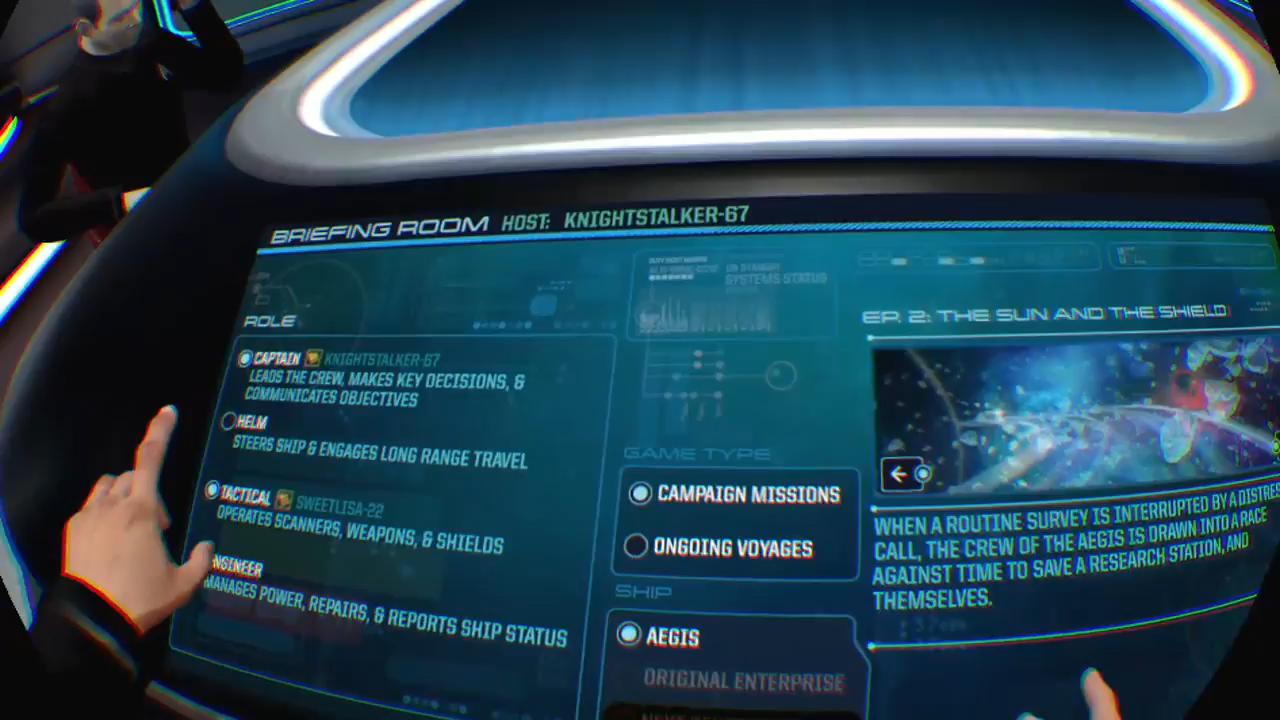 BRIEFING ROOM HOST: KNIGHTSTALKER-67
ROLE
CAPTAIN KNIGHTSTALKER-67
LEADS THE CREW, MAKES KEY DECISIONS, &
COMMUNICATES OBJECTIVES
HELM
STEERS SHIP & ENGAGES LONG RANGE TRAVEL
TACTICAL SWEETLISA-22
OPERATES SCANNERS, WEAPONS, & SHIELDS
NGINEER
MANAGES POWER, REPAIRS, & REPORTS SHIP STATUS
ON STANDBY
SYSTEMS STATUS
GAME TYPE
CAMPAIGN MISSIONS
ONGOING VOYAGES
SHIP
AEGIS
ORIGINAL ENTERPRISE
EP. 2: THE SUN AND THE SHIELD
WHEN A ROUTINE SURVEY IS INTERRUPTED BY A DISTRES
CALL, THE CREW OF THE AEGIS IS DRAWN INTO A RACE
AGAINST TIME TO SAVE A RESEARCH STATION, AND
THEMSELVES.